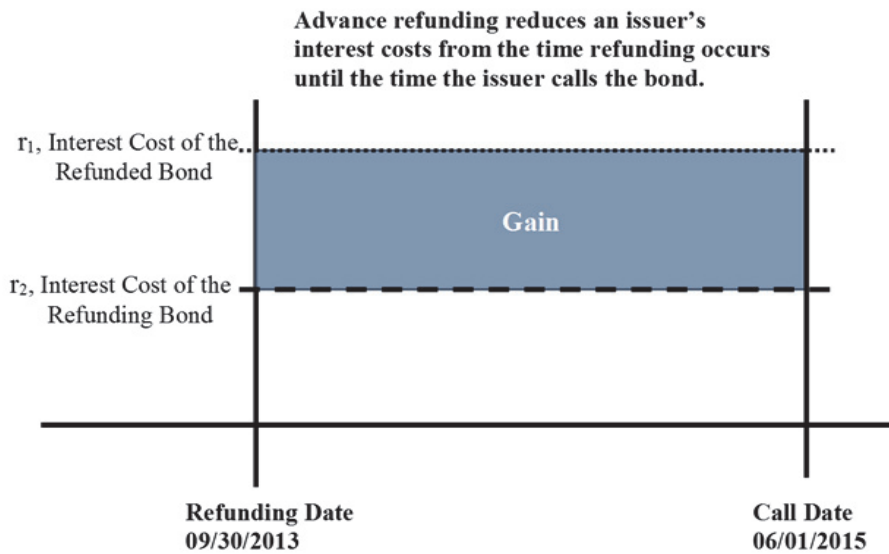 Advance refunding reduces an issuer’s
interest costs from the time refunding occurs
until the time the issuer calls the bond.
r₁, Interest Cost of the
Refunded Bond
Gain
r₂, Interest Cost of the
Refunding Bond
Refunding Date
09/30/2013
Call Date
06/01/2015